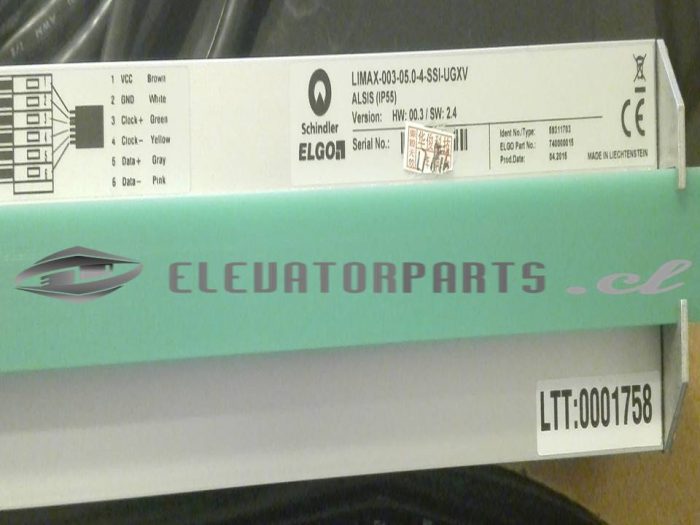 1 VCC Brown
2 GND White
3 Clock+ Green
4 Clock- Yellow
5 Data+ Gray
6 Data- Pink
Schindler
ELGO
LIMAX-003-05.0-4-SSI-UGXV
ALSIS (IP55)
Version: HW: 00.3 / SW: 2.4
Serial No.:
Ident No./Type: 59311703
ELGO Part No.: 740000015
Prod.Date: 04.2016
MADE IN LIECHTENSTEIN
CE
ELEVATORPARTS.cl
LTT:0001758